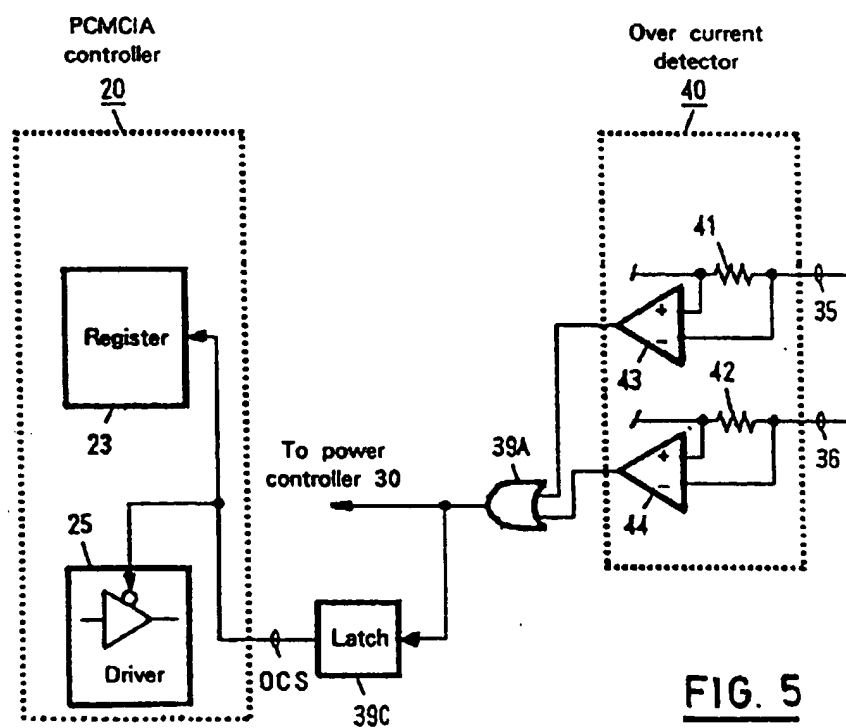 PCMCIA
controller
20
Over current
detector
40
41
35
Register
43
23
42
To power
controller 30
39A
36
44
25
Latch
Driver
OCS
39C
FIG. 5
+
−
+
−